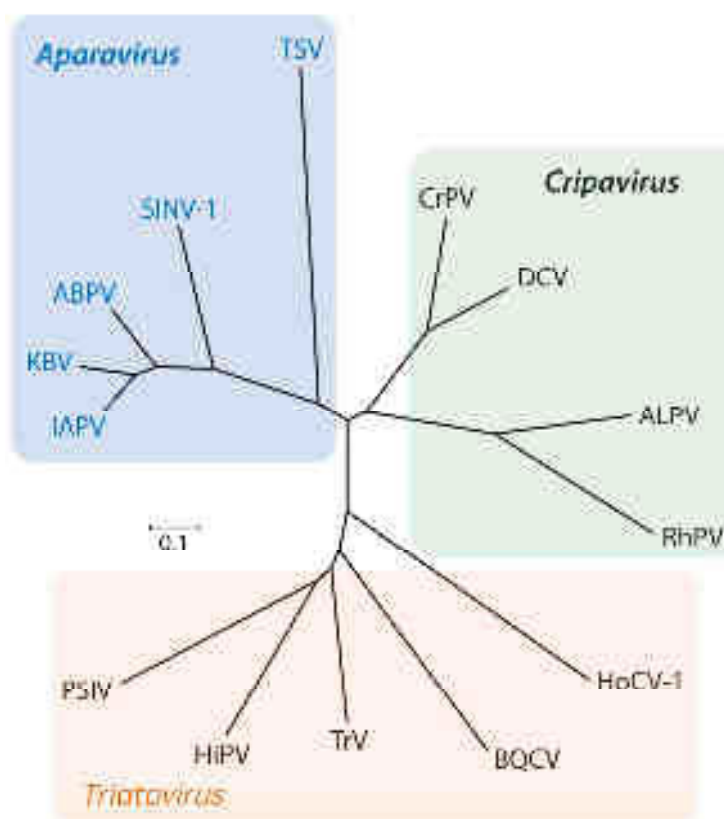 Aparavirus
TSV
SINV-1
ABPV
KBV
IAPV
Cripavirus
CrPV
DCV
ALPV
RhPV
0.1
PSIV
HiPV
TrV
BQCV
HoCV-1
Triatavirus